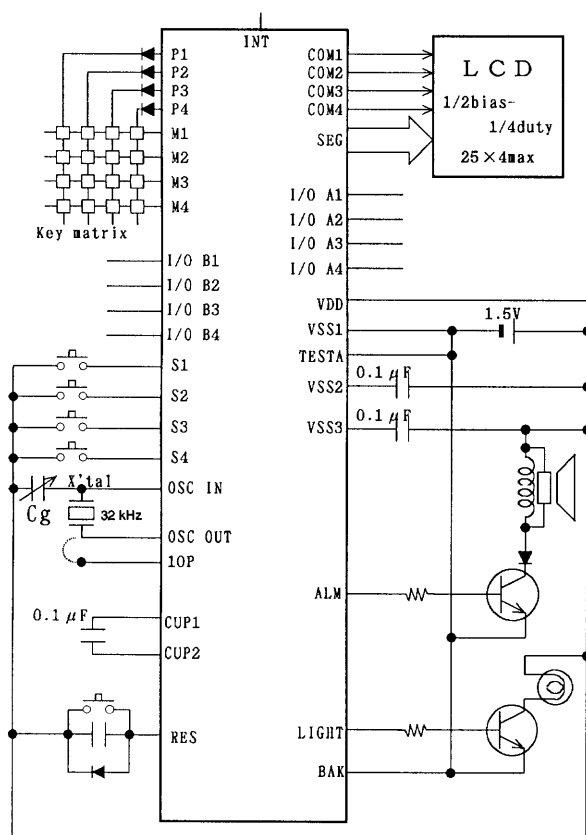 INT
P1
P2
P3
P4
M1
M2
M3
M4
Key matrix
I/O B1
I/O B2
I/O B3
I/O B4
S1
S2
S3
S4
X'tal
OSC IN
Cg
32 kHz
OSC OUT
10P
0.1 μF
CUP1
CUP2
RES
COM1
COM2
COM3
COM4
SEG
LCD
1/2bias-
1/4duty
25×4max
I/O A1
I/O A2
I/O A3
I/O A4
VDD
1.5V
VSS1
TESTA
0.1 μF
VSS2
0.1 μF
VSS3
ALM
LIGHT
BAK